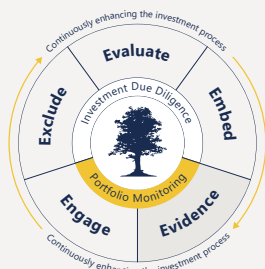 Continuously enhancing the investment process
Evaluate
Exclude
Embed
Investment Due Diligence
Portfolio Monitoring
Engage
Evidence
Continuously enhancing the investment process